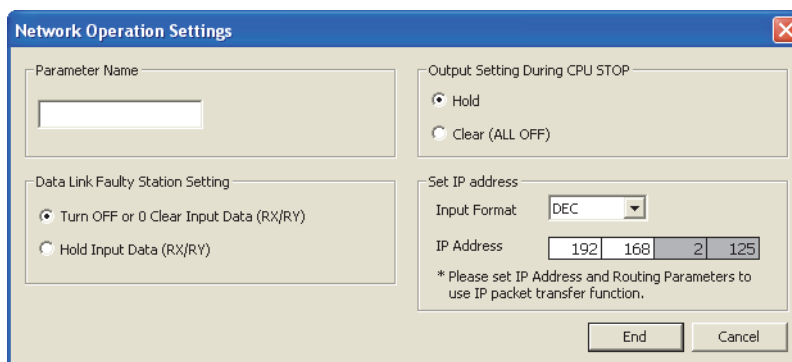 Network Operation Settings
Parameter Name
Data Link Faulty Station Setting
Turn OFF or 0 Clear Input Data (RX/RY)
Hold Input Data (RX/RY)
Output Setting During CPU STOP
Hold
Clear (ALL OFF)
Set IP address
Input Format DEC
IP Address 192 168 2 125
* Please set IP Address and Routing Parameters to
use IP packet transfer function.
End Cancel